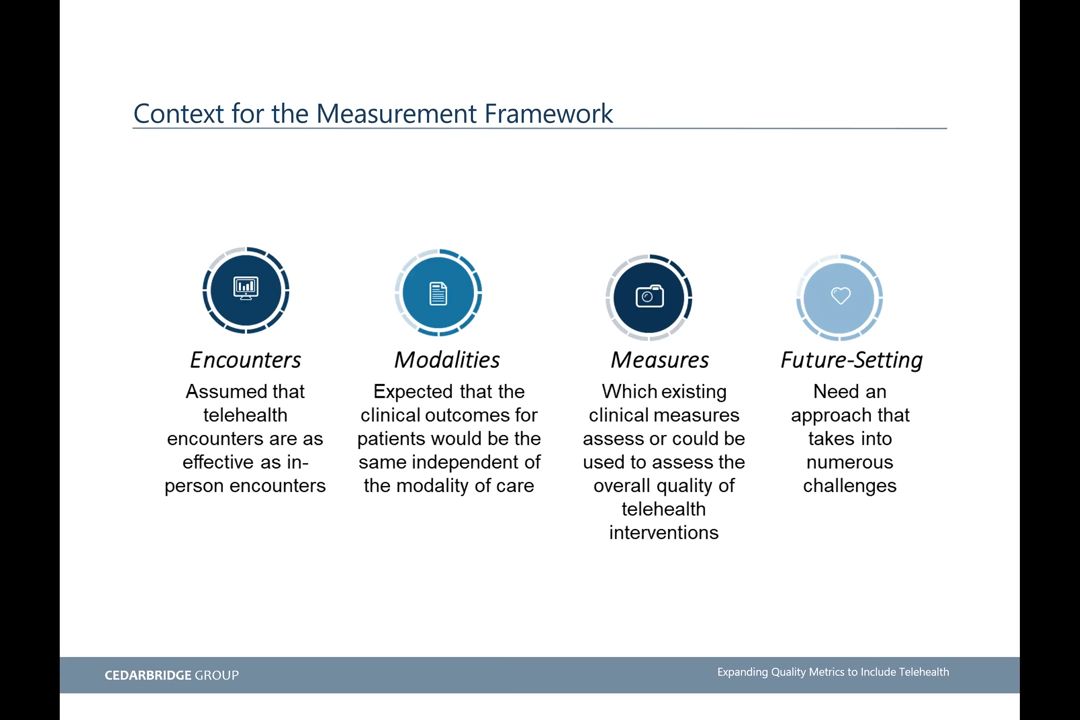 Context for the Measurement Framework
Encounters
Assumed that
telehealth
encounters are as
effective as in-
person encounters
Modalities
Expected that the
clinical outcomes for
patients would be the
same independent of
the modality of care
Measures
Which existing
clinical measures
assess or could be
used to assess the
overall quality of
telehealth
interventions
Future-Setting
Need an
approach that
takes into
numerous
challenges
CEDARBRIDGE GROUP
Expanding Quality Metrics to Include Telehealth